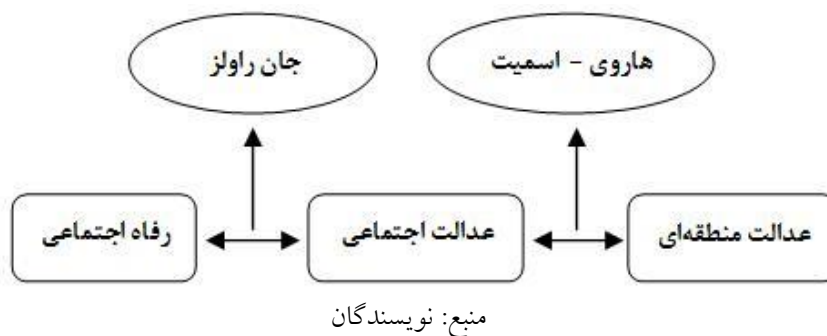 هاروی - اسمیت
جان راولز
عدالت منطقه‌ای
عدالت اجتماعی
رفاه اجتماعی
منبع: نویسندگان